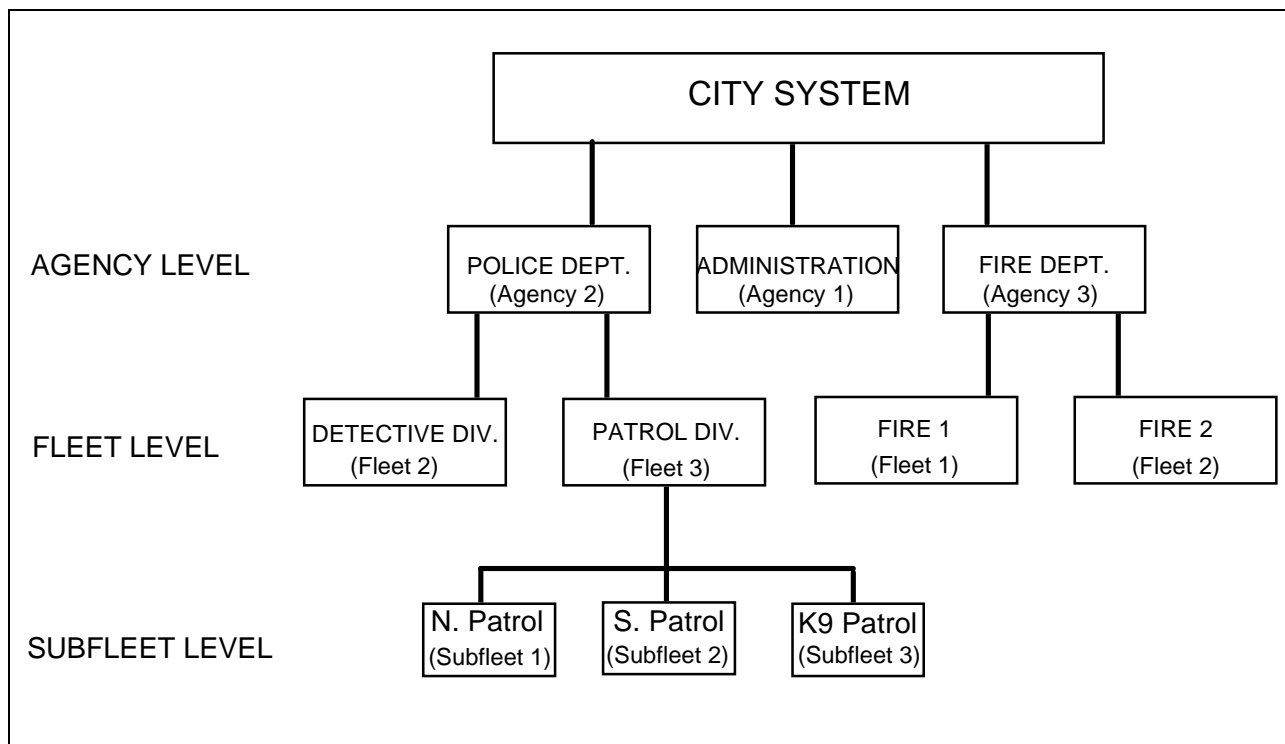 CITY SYSTEM
AGENCY LEVEL
POLICE DEPT.
(Agency 2)
ADMINISTRATION
(Agency 1)
FIRE DEPT.
(Agency 3)
FLEET LEVEL
DETECTIVE DIV.
(Fleet 2)
PATROL DIV.
(Fleet 3)
FIRE 1
(Fleet 1)
FIRE 2
(Fleet 2)
SUBFLEET LEVEL
N. Patrol
(Subfleet 1)
S. Patrol
(Subfleet 2)
K9 Patrol
(Subfleet 3)